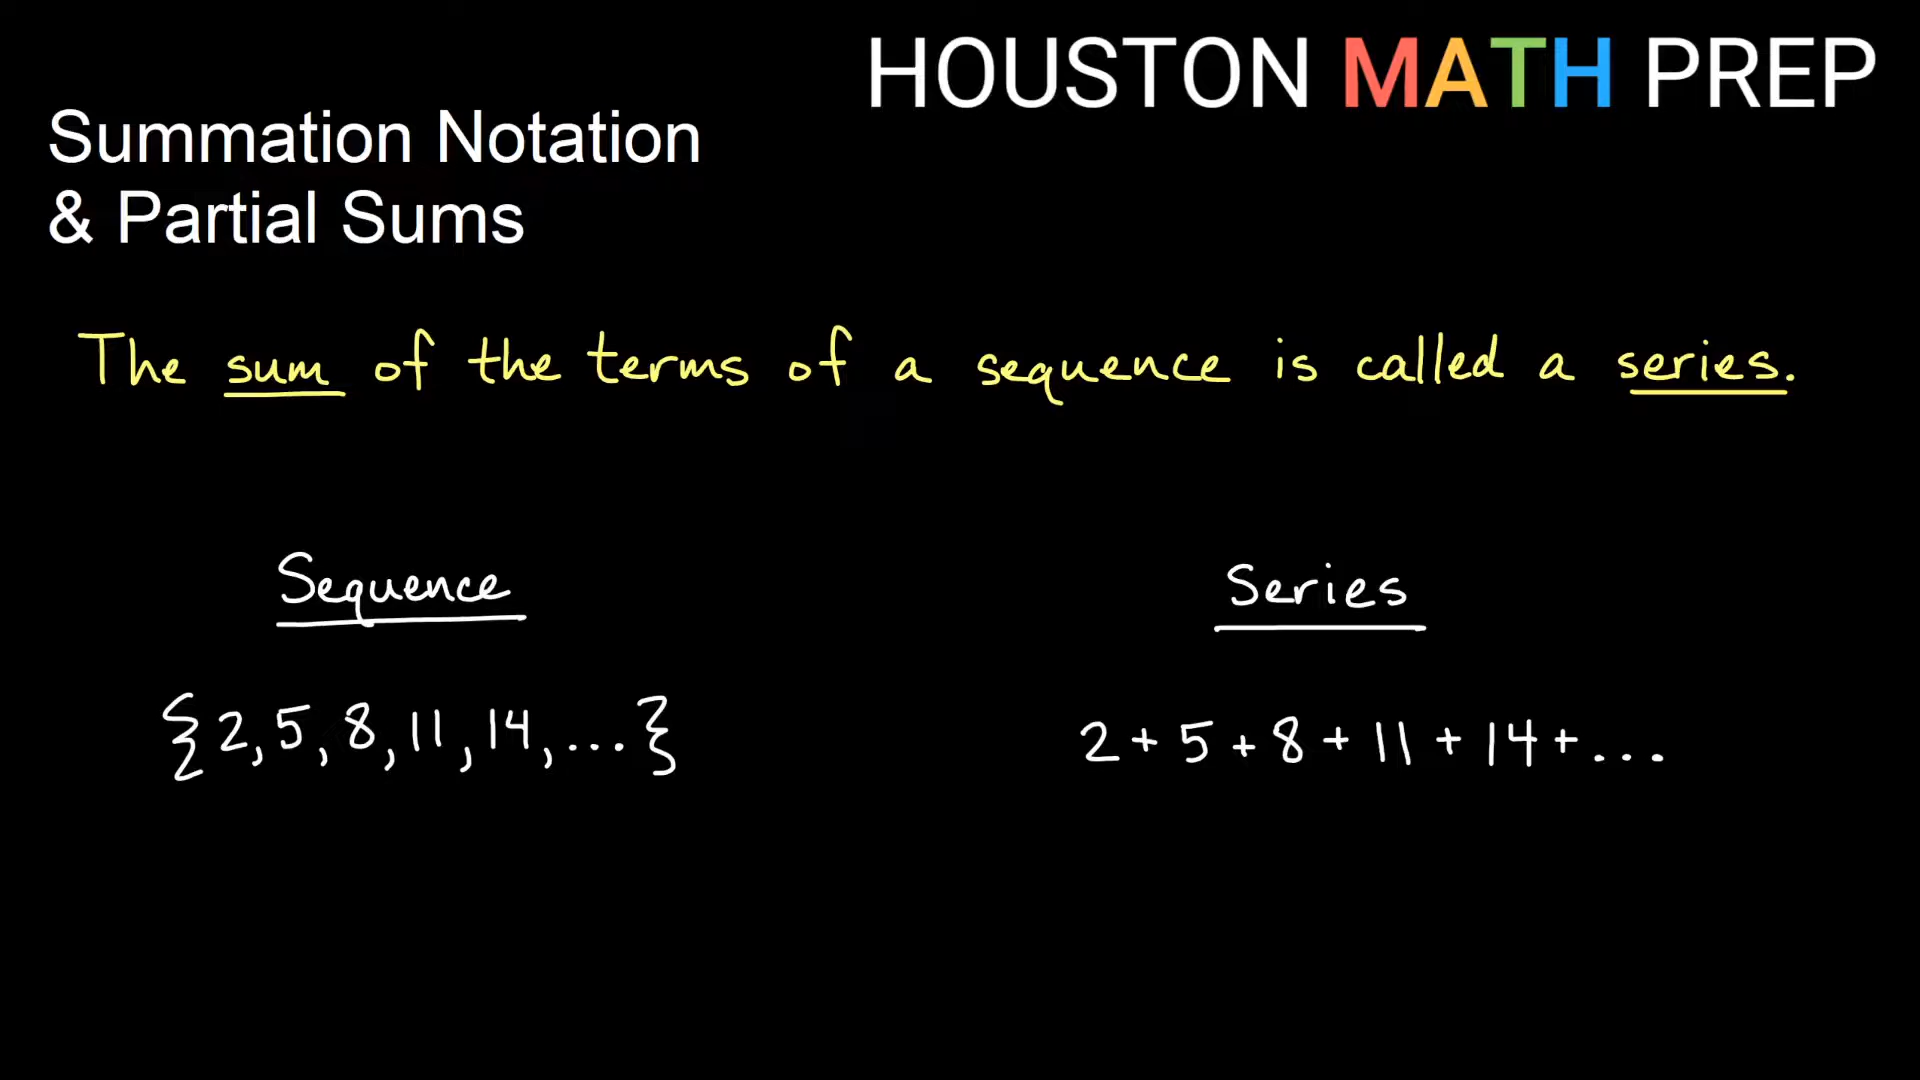 HOUSTON MATH PREP
Summation Notation
& Partial Sums
The sum of the terms of a sequence is called a series.
Sequence
Series
{2, 5, 8, 11, 14, ...}
2 + 5 + 8 + 11 + 14 + ...